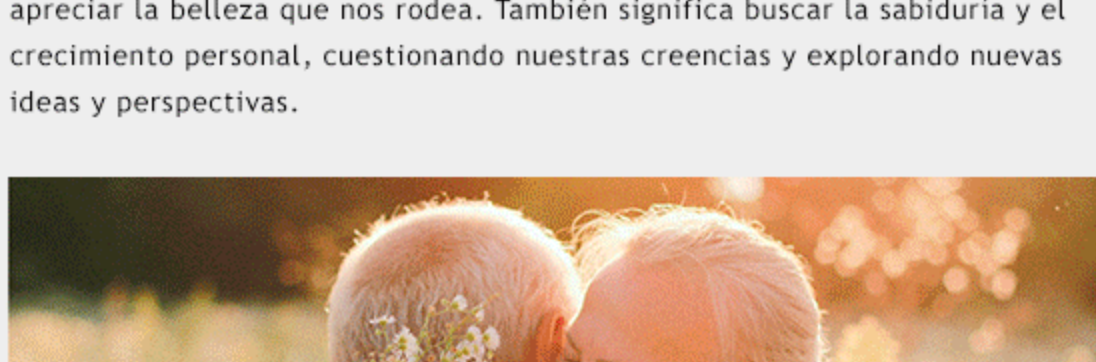 apreciar la belleza que nos rodea. También significa buscar la sabiduría y el
crecimiento personal, cuestionando nuestras creencias y explorando nuevas
ideas y perspectivas.